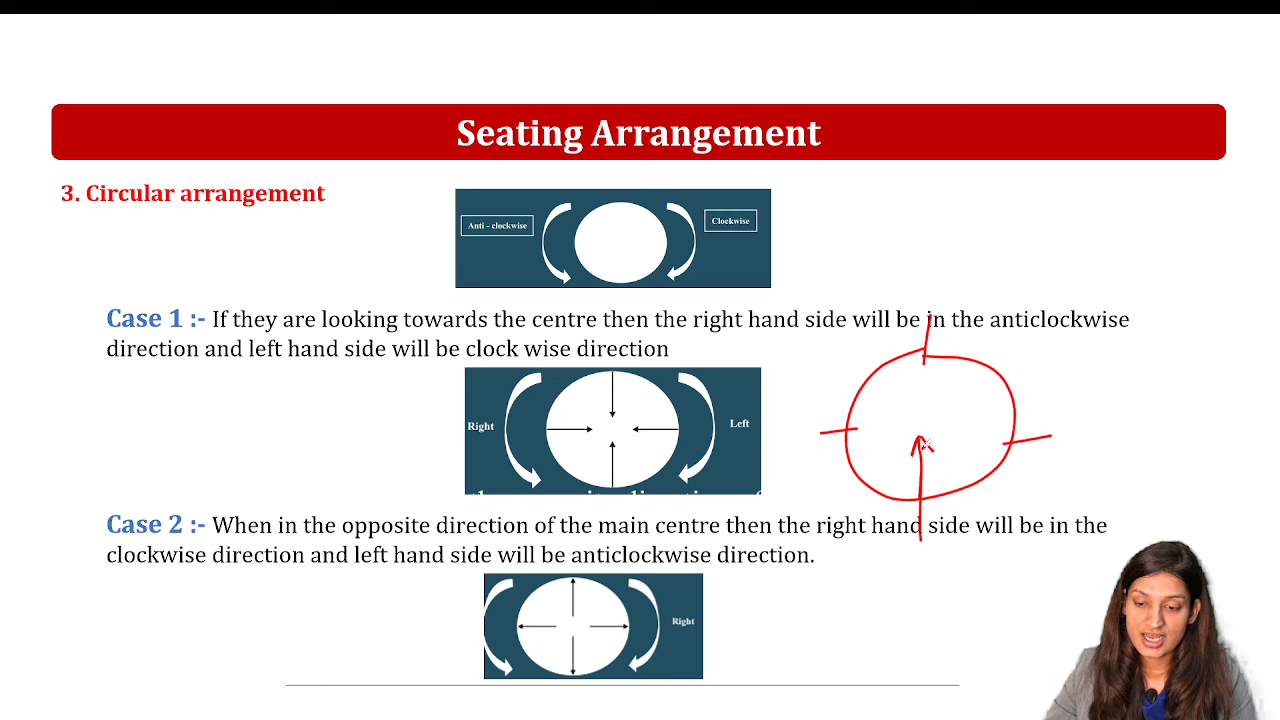 Seating Arrangement
3. Circular arrangement
Anti - clockwise
Clockwise
Case 1 :- If they are looking towards the centre then the right hand side will be in the anticlockwise
direction and left hand side will be clock wise direction
Right
Left
Case 2 :- When in the opposite direction of the main centre then the right hand side will be in the
clockwise direction and left hand side will be anticlockwise direction.
Right